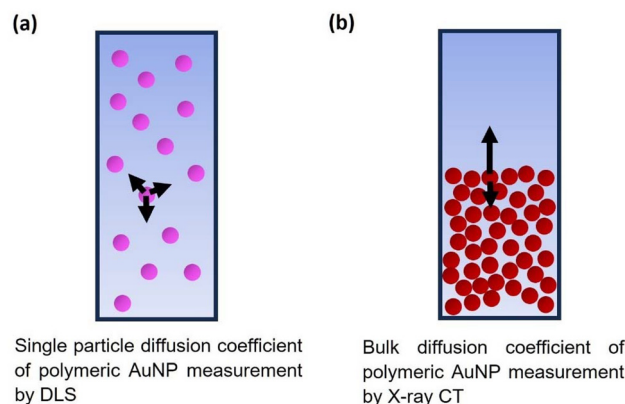 (a)
(b)
Single particle diffusion coefficient
of polymeric AuNP measurement
by DLS
Bulk diffusion coefficient of
polymeric AuNP measurement
by X-ray CT